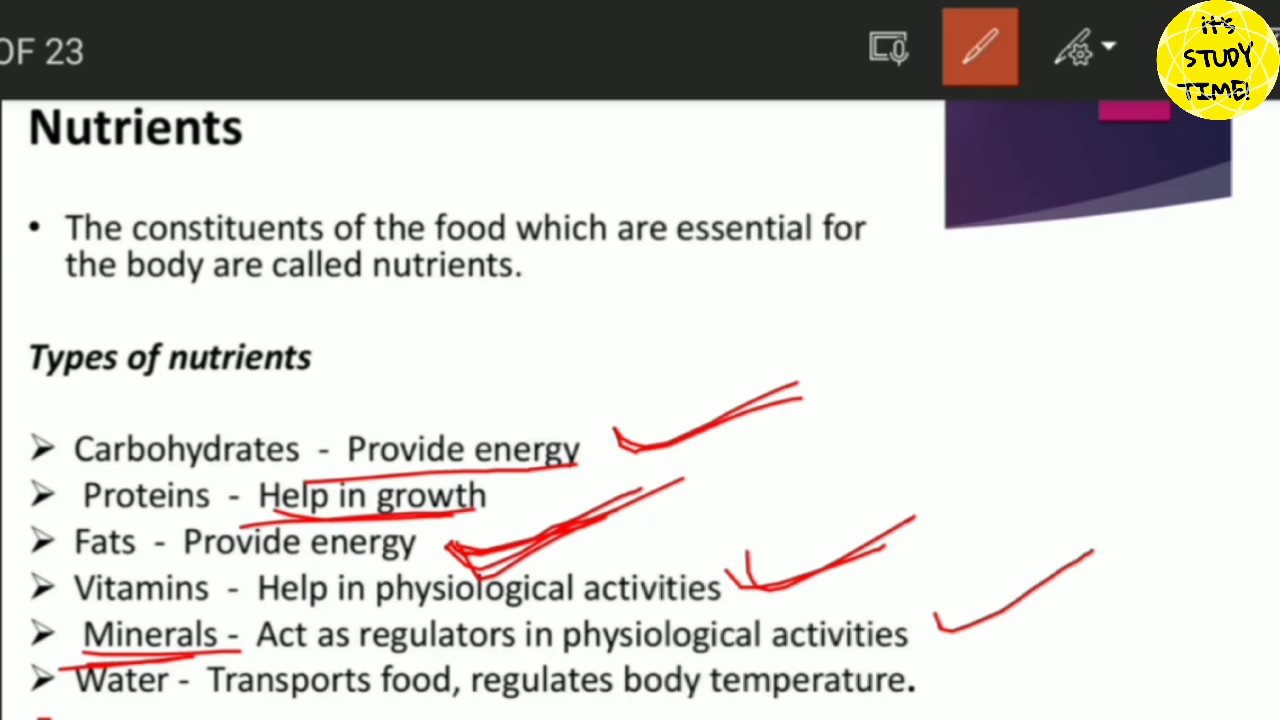 OF 23
it's
STUDY
TIME!
Nutrients
• The constituents of the food which are essential for
the body are called nutrients.
Types of nutrients
➢ Carbohydrates - Provide energy
➢ Proteins - Help in growth
➢ Fats - Provide energy
➢ Vitamins - Help in physiological activities
➢ Minerals - Act as regulators in physiological activities
➢ Water - Transports food, regulates body temperature.